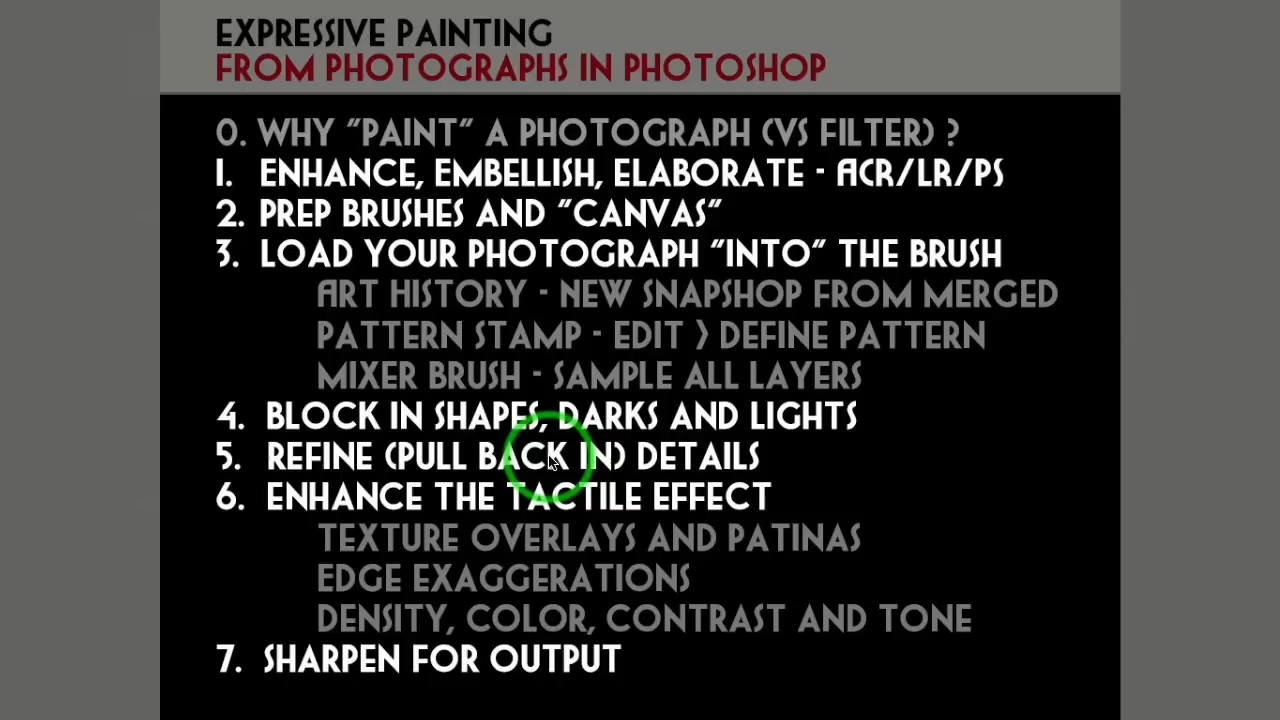 EXPRESSIVE PAINTING
FROM PHOTOGRAPHS IN PHOTOSHOP
0. WHY "PAINT" A PHOTOGRAPH (VS FILTER) ?
1. ENHANCE, EMBELLISH, ELABORATE - ACR/LR/PS
2. PREP BRUSHES AND "CANVAS"
3. LOAD YOUR PHOTOGRAPH "INTO" THE BRUSH
ART HISTORY - NEW SNAPSHOP FROM MERGED
PATTERN STAMP - EDIT > DEFINE PATTERN
MIXER BRUSH - SAMPLE ALL LAYERS
4. BLOCK IN SHAPES, DARKS AND LIGHTS
5. REFINE (PULL BACK IN) DETAILS
6. ENHANCE THE TACTILE EFFECT
TEXTURE OVERLAYS AND PATINAS
EDGE EXAGGERATIONS
DENSITY, COLOR, CONTRAST AND TONE
7. SHARPEN FOR OUTPUT